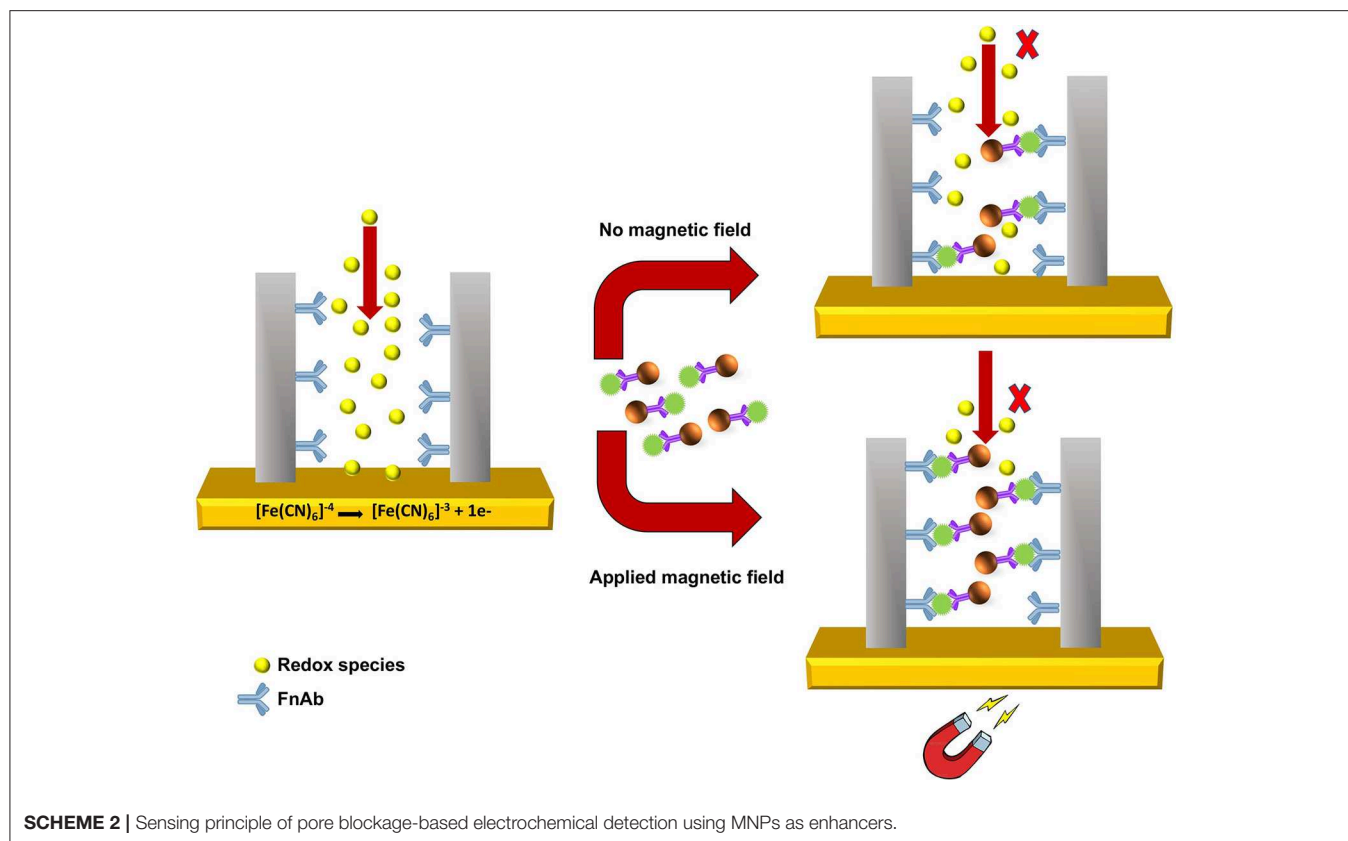 No magnetic field
[Fe(CN)6]-4 → [Fe(CN)6]-3 + 1e-
Applied magnetic field
Redox species
FnAb
SCHEME 2 | Sensing principle of pore blockage-based electrochemical detection using MNPs as enhancers.